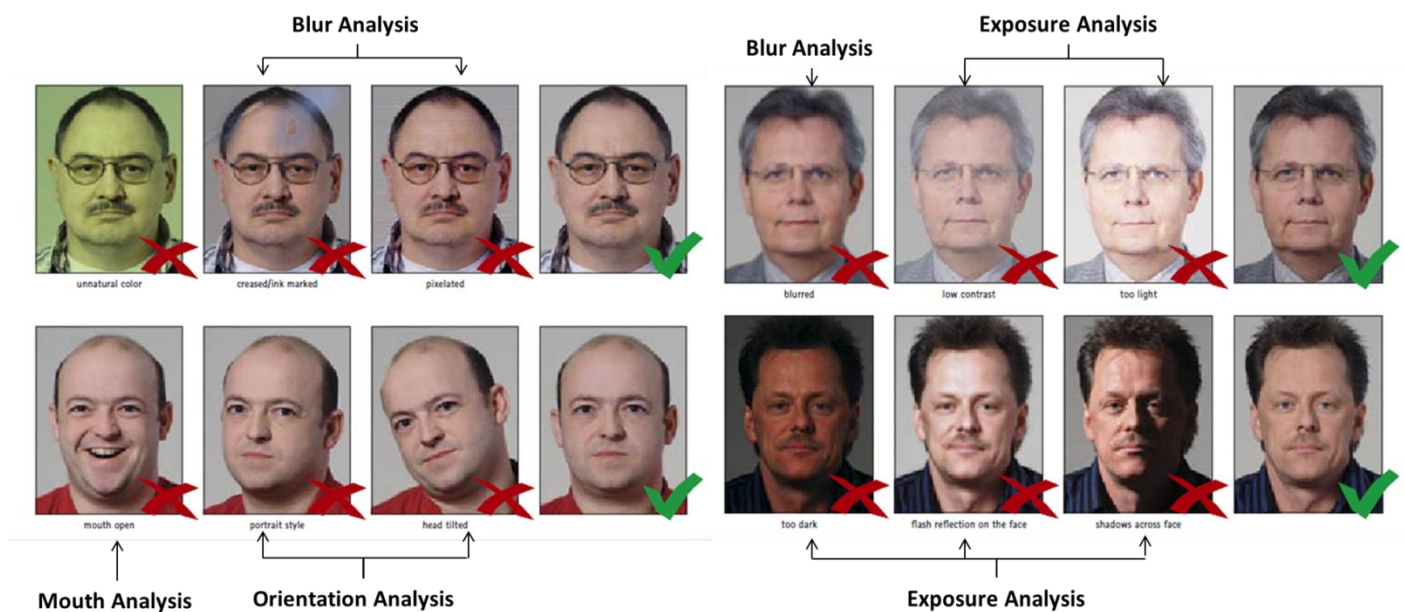 Blur Analysis
Exposure Analysis
Blur Analysis
unnatural color
creased/ink marked
pixelated
blurred
low contrast
too light
mouth open
portrait style
head tilted
too dark
flash reflection on the face
shadows across face
Mouth Analysis
Orientation Analysis
Exposure Analysis